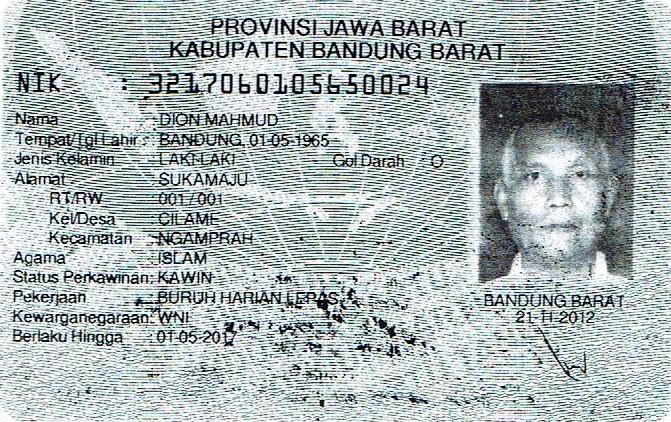 PROVINSI JAWA BARAT
KABUPATEN BANDUNG BARAT
NIK : 3217060105650024
Nama : DION MAHMUD
Tempat/Tgl Lahir : BANDUNG, 01-05-1965
Jenis Kelamin : LAKI-LAKI Gol Darah : O
Alamat : SUKAMAJU
RT/RW : 001/001
Kel/Desa : CILAME
Kecamatan : NGAMPRAH
Agama : ISLAM
Status Perkawinan: KAWIN
Pekerjaan : BURUH HARIAN LEPAS
Kewarganegaraan: WNI
Berlaku Hingga : 01-05-2017
BANDUNG BARAT
21-11-2012